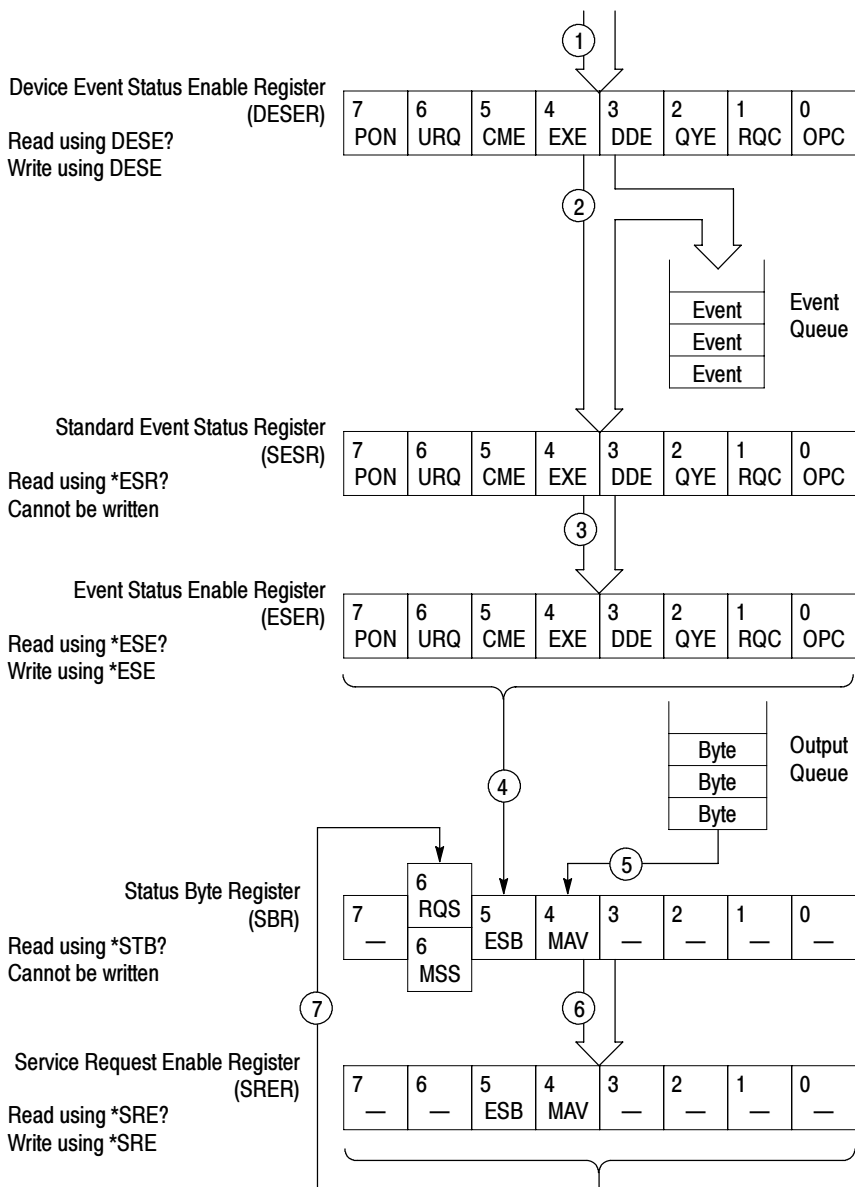 1
Device Event Status Enable Register
(DESER)
Read using DESE?
Write using DESE
7 6 5 4 3 2 1 0
PON URQ CME EXE DDE QYE RQC OPC
2
Event
Event
Event
Event
Queue
Standard Event Status Register
(SESR)
Read using *ESR?
Cannot be written
7 6 5 4 3 2 1 0
PON URQ CME EXE DDE QYE RQC OPC
3
Event Status Enable Register
(ESER)
Read using *ESE?
Write using *ESE
7 6 5 4 3 2 1 0
PON URQ CME EXE DDE QYE RQC OPC
Byte
Byte
Byte
Output
Queue
4
5
Status Byte Register
(SBR)
Read using *STB?
Cannot be written
6
RQS
7 5 4 3 2 1 0
— ESB MAV — — — —
6
MSS
7
6
Service Request Enable Register
(SRER)
Read using *SRE?
Write using *SRE
7 6 5 4 3 2 1 0
— — ESB MAV — — — —